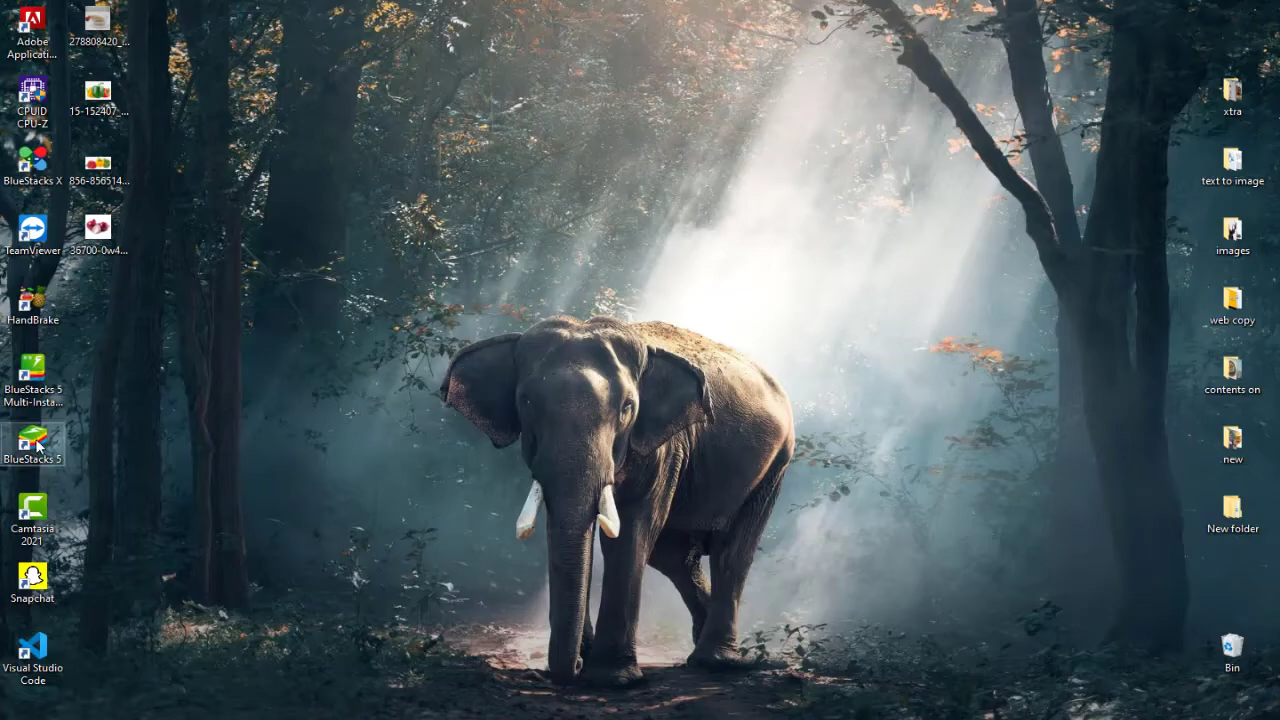 Adobe
Applicati...
278808420_i...
CPUID
CPU-Z
15-152407_...
BlueStacks X
856-856514...
TeamViewer
36700-0w4...
HandBrake
BlueStacks 5
Multi-Insta...
BlueStacks 5
Camtasia
2021
Snapchat
Visual Studio
Code
xtra
text to image
images
web copy
contents on
new
New folder
Bin